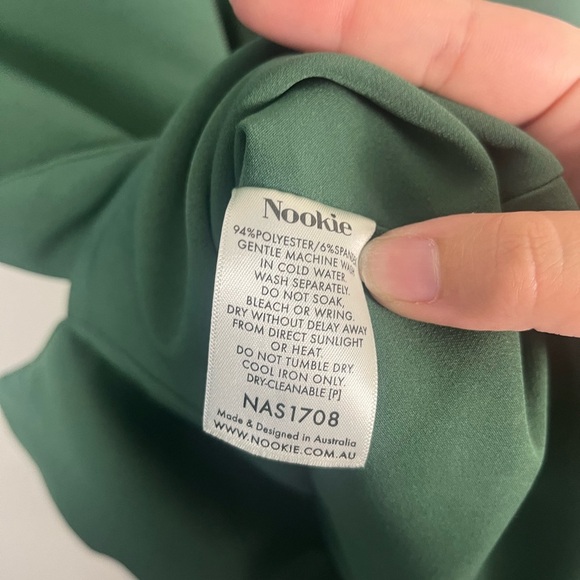 Nookie
94%POLYESTER/6%SPAND
GENTLE MACHINE WASH
IN COLD WATER.
WASH SEPARATELY.
DO NOT SOAK,
BLEACH OR WRING.
DRY WITHOUT DELAY AWAY
FROM DIRECT SUNLIGHT
OR HEAT.
DO NOT TUMBLE DRY.
COOL IRON ONLY.
DRY-CLEANABLE [P]
NAS1708
Made & Designed in Australia
WWW.NOOKIE.COM.AU